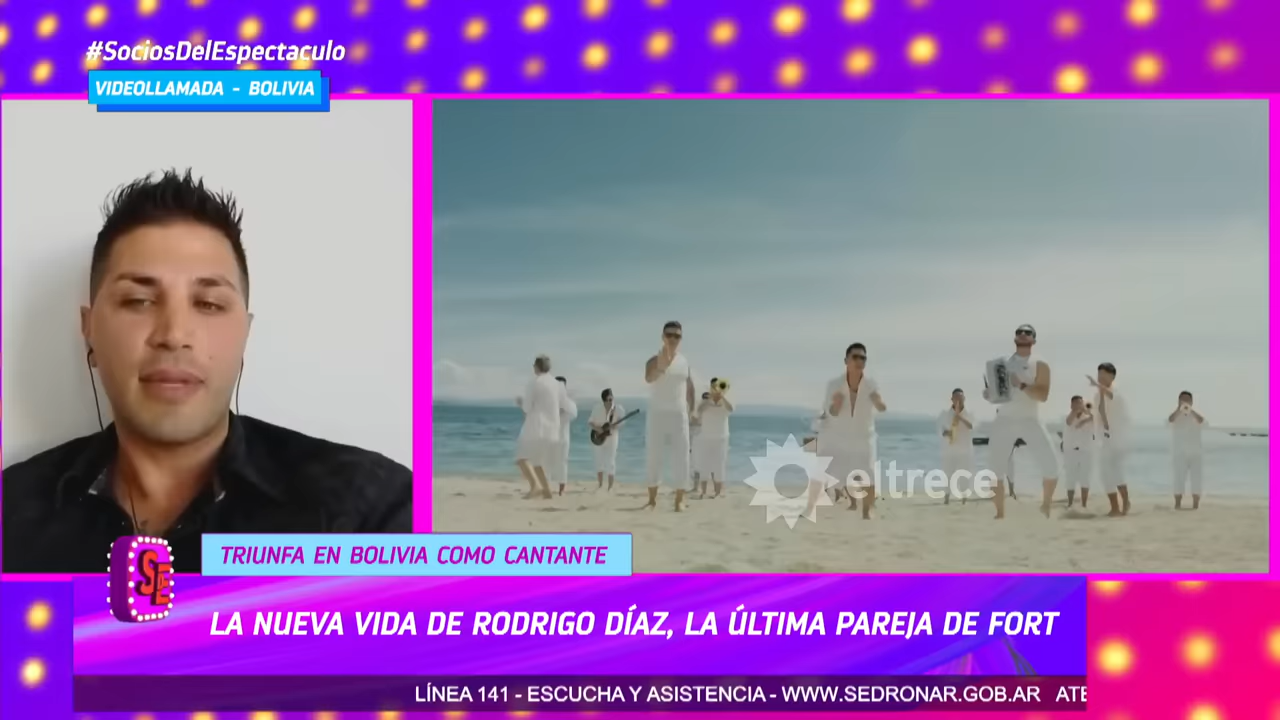 #SociosDelEspectaculo
VIDEOLLAMADA - BOLIVIA
eltrece
TRIUNFA EN BOLIVIA COMO CANTANTE
SE
LA NUEVA VIDA DE RODRIGO DÍAZ, LA ÚLTIMA PAREJA DE FORT
LÍNEA 141 - ESCUCHA Y ASISTENCIA - WWW.SEDRONAR.GOB.AR ATE